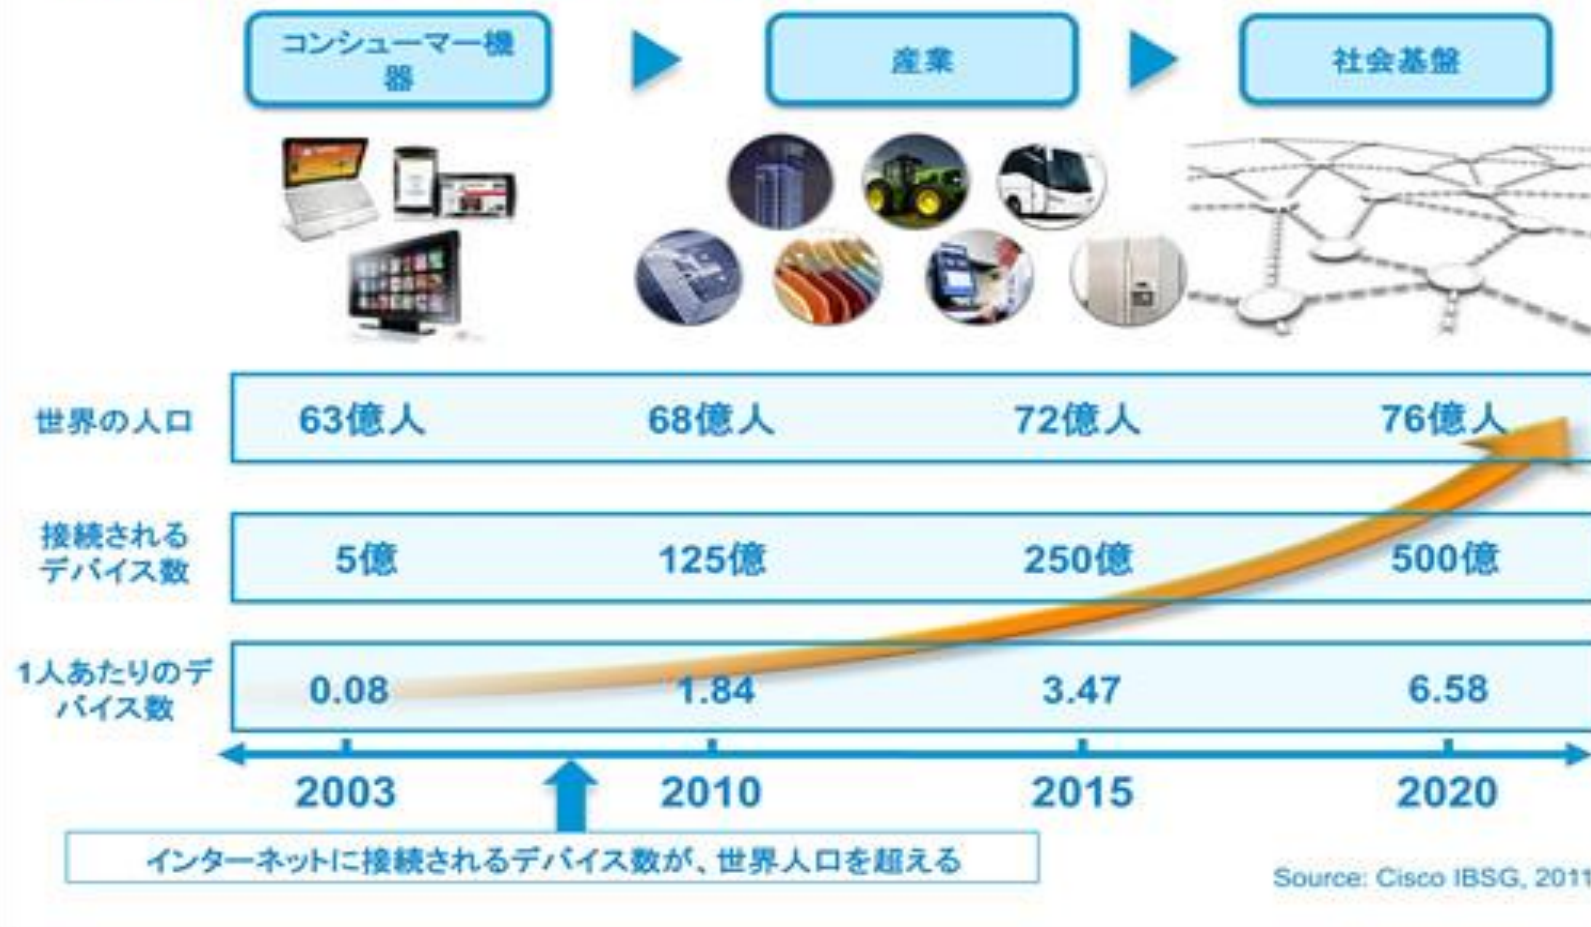 コンシューマー機
器
産業
社会基盤
世界の人口
63億人
68億人
72億人
76億人
接続される
デバイス数
5億
125億
250億
500億
1人あたりのデ
バイス数
0.08
1.84
3.47
6.58
2003
2010
2015
2020
インターネットに接続されるデバイス数が、世界人口を超える
Source: Cisco IBSG, 2011